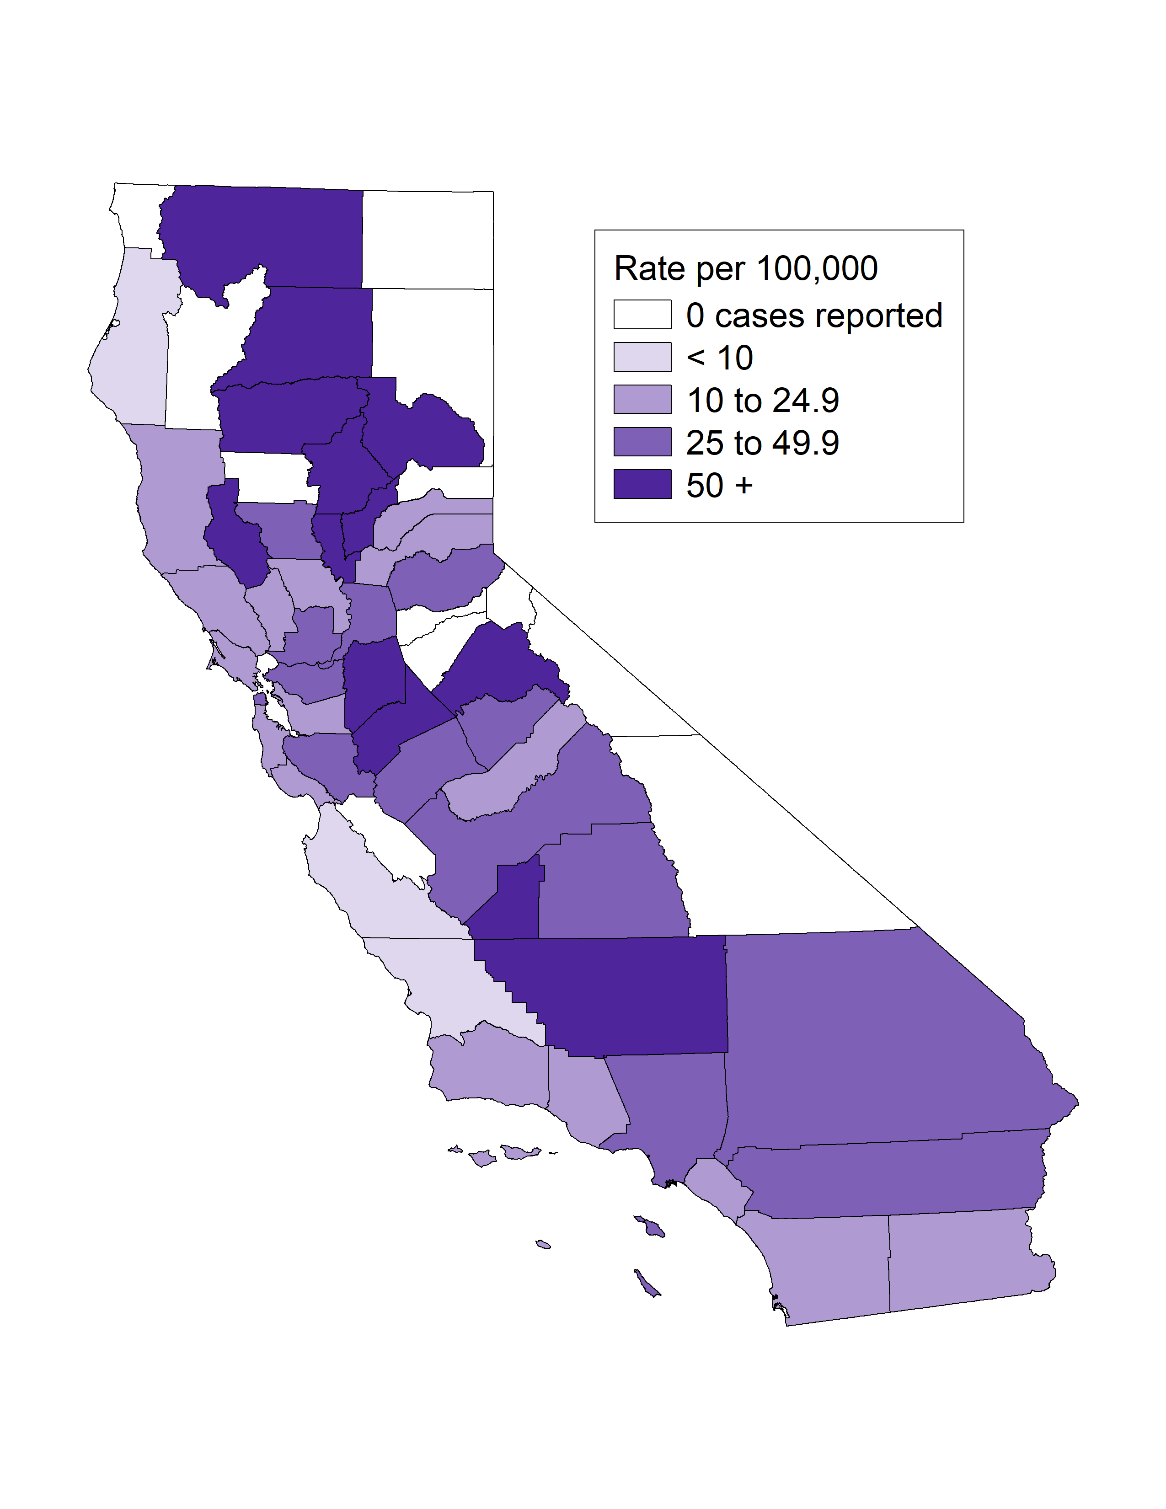 Rate per 100,000
0 cases reported
< 10
10 to 24.9
25 to 49.9
50 +